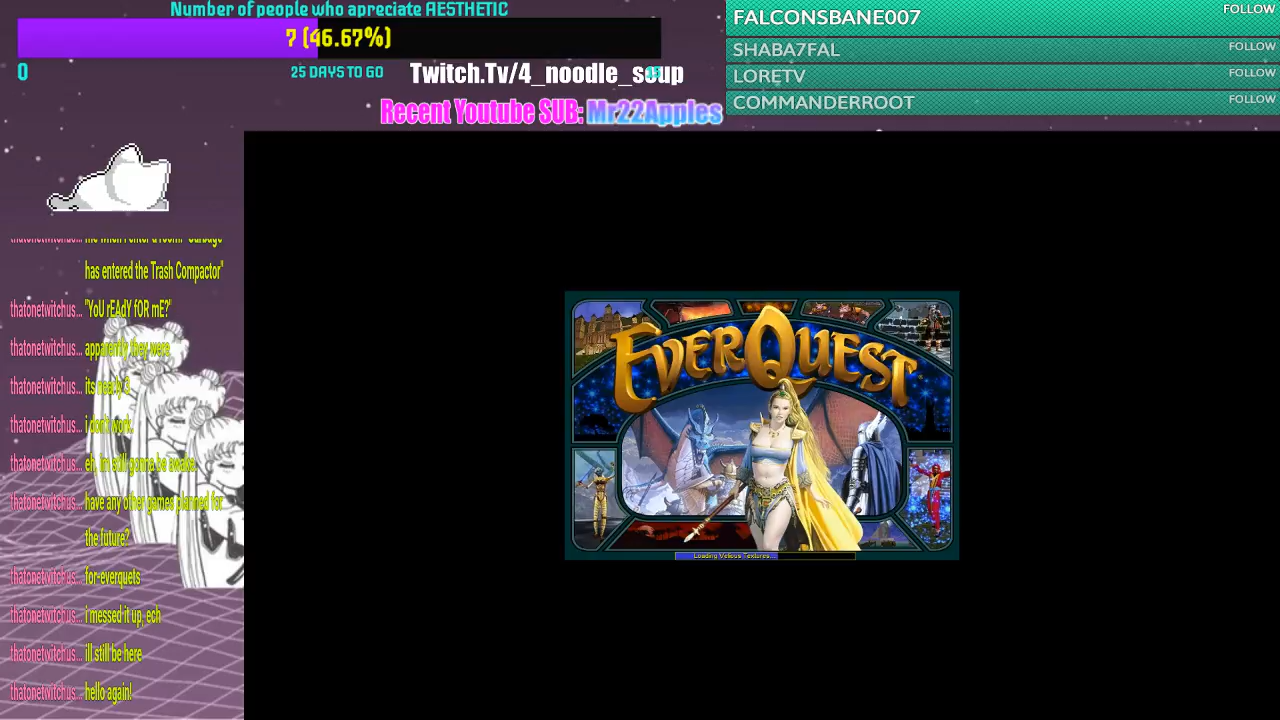 Number of people who apreciate AE5THETIC
7 (46.67%)
0
25 DAYS TO GO
Twitch.Tv/4_noodle_soup
Recent Youtube SUB: Mr22Apples
FALCONSBANE007 FOLLOW
SHABA7FAL FOLLOW
LORETV FOLLOW
COMMANDERROOT FOLLOW
has entered the Trash Compactor"
thatonetwitchus... "YoU rEAdY fOR mE?"
thatonetwitchus... apparently they were
thatonetwitchus... its nearly 3
thatonetwitchus... i don't work.
thatonetwitchus... eh, im still gonna be awake
thatonetwitchus... have any other games planned for
the future?
thatonetwitchus... for-everquets
thatonetwitchus... i messed it up, ech
thatonetwitchus... ill still be here
thatonetwitchus... hello again!
EVERQUEST
Loading Velious Textures...